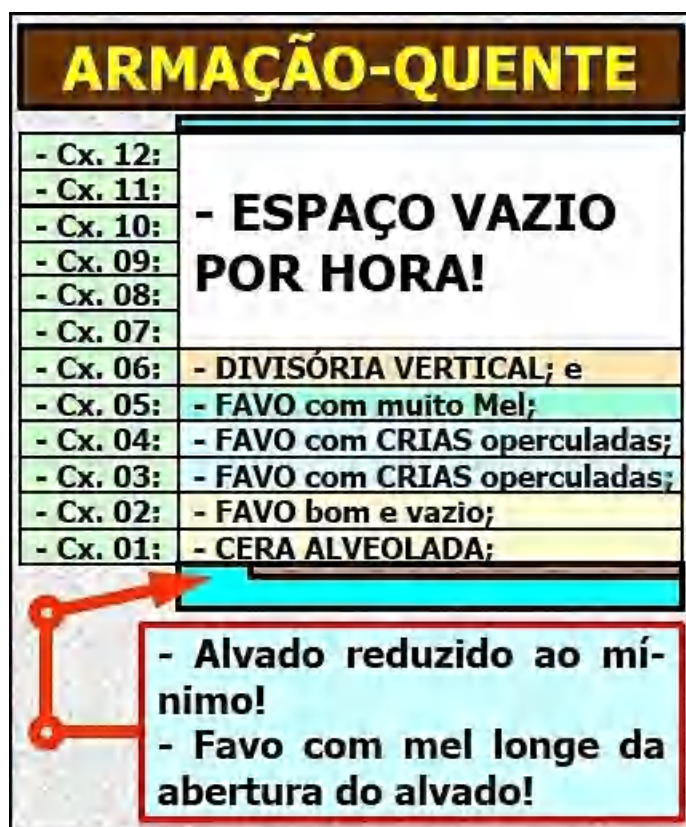 ARMAÇÃO-QUENTE
- Cx. 12:
- Cx. 11:
- Cx. 10:
- Cx. 09:
- Cx. 08:
- Cx. 07:
- ESPAÇO VAZIO
POR HORA!
- Cx. 06: - DIVISÓRIA VERTICAL; e
- Cx. 05: - FAVO com muito Mel;
- Cx. 04: - FAVO com CRIAS operculadas;
- Cx. 03: - FAVO com CRIAS operculadas;
- Cx. 02: - FAVO bom e vazio;
- Cx. 01: - CERA ALVEOLADA;
- Alvado reduzido ao mí-
nimo!
- Favo com mel longe da
abertura do alvado!